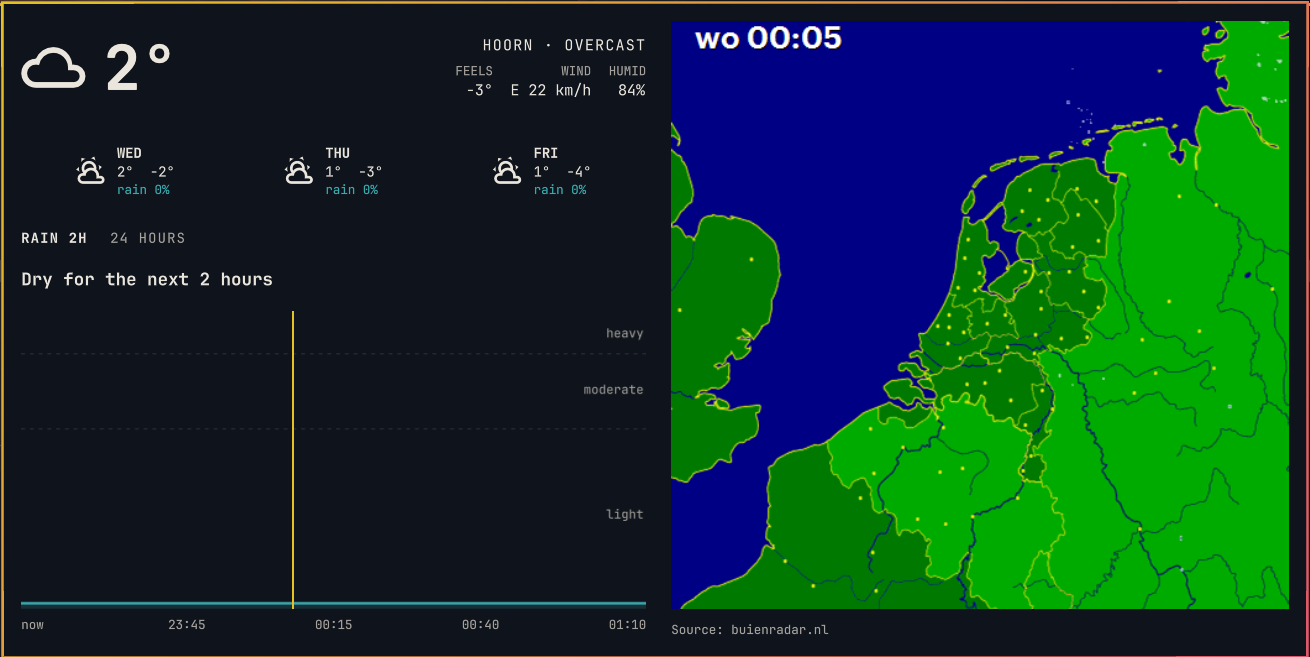 2°
HOORN · OVERCAST
FEELS WIND HUMID
-3° E 22 km/h 84%
WED
2° -2°
rain 0%
THU
1° -3°
rain 0%
FRI
1° -4°
rain 0%
RAIN 2H 24 HOURS
Dry for the next 2 hours
heavy
moderate
light
now 23:45 00:15 00:40 01:10
wo 00:05
Source: buienradar.nl